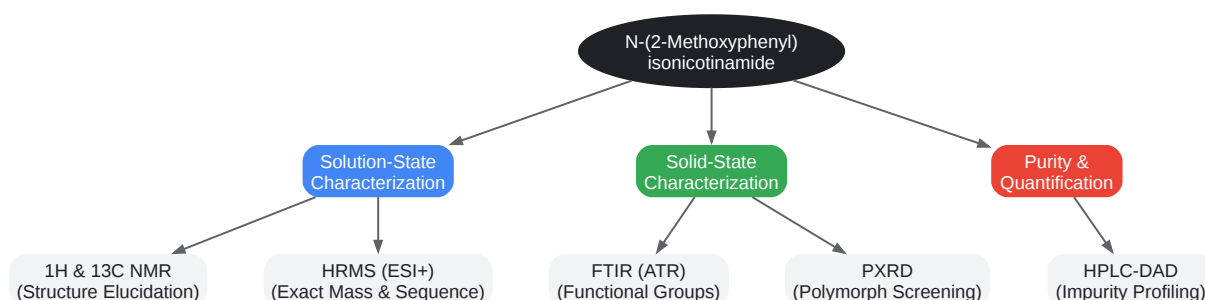 N-(2-Methoxyphenyl)
isonicotinamide
Solution-State
Characterization
Solid-State
Characterization
Purity &
Quantification
1H & 13C NMR
(Structure Elucidation)
HRMS (ESI+)
(Exact Mass & Sequence)
FTIR (ATR)
(Functional Groups)
PXRD
(Polymorph Screening)
HPLC-DAD
(Impurity Profiling)